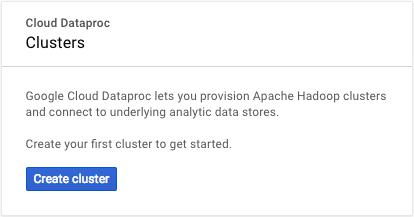 Cloud Dataproc
Clusters
Google Cloud Dataproc lets you provision Apache Hadoop clusters
and connect to underlying analytic data stores.
Create your first cluster to get started.
Create cluster